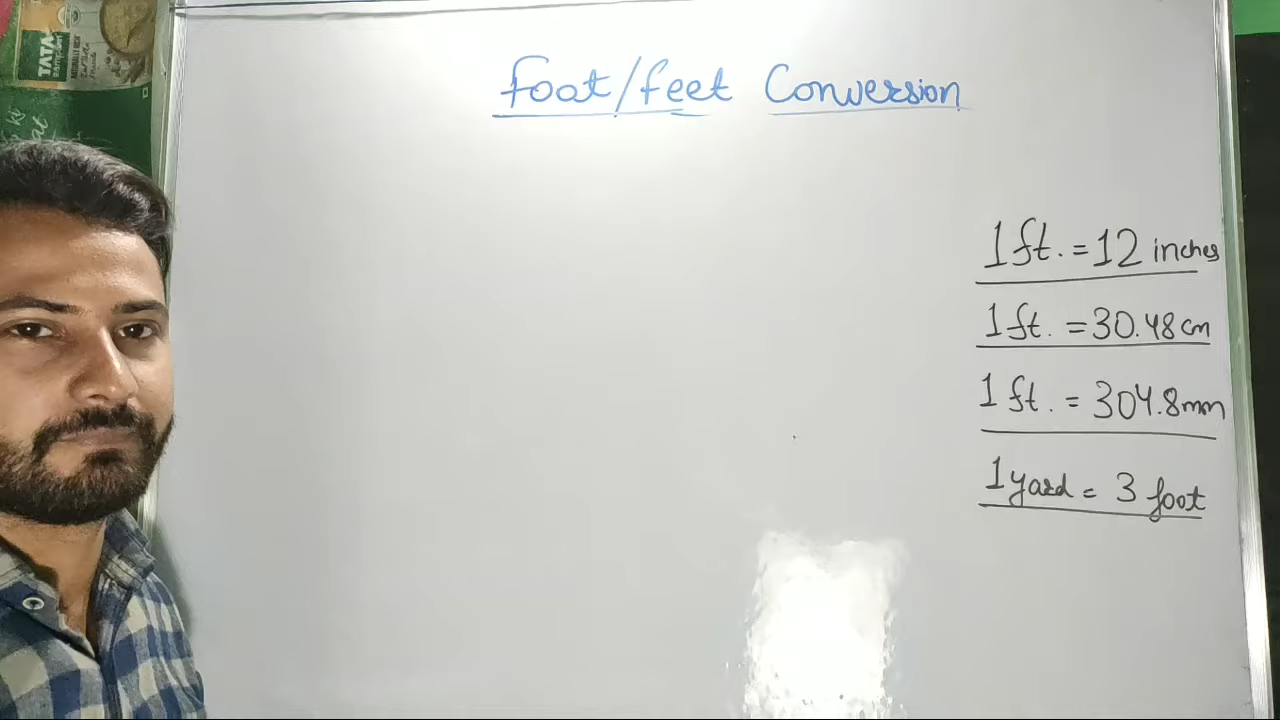 TATA
Foot/feet Conversion
1 ft. = 12 inches
1 ft. = 30.48 cm
1 ft. = 304.8 mm
1 yard = 3 foot